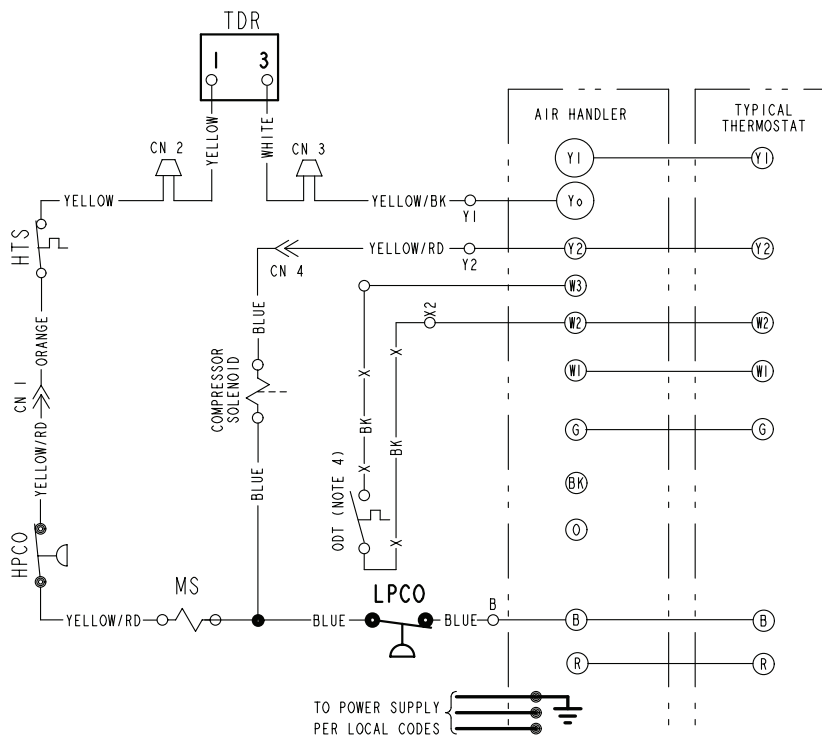 TDR
1 3
AIR HANDLER
TYPICAL
THERMOSTAT
CN 2
YELLOW
WHITE
CN 3
Y1
Y1
YELLOW
YELLOW/BK
Y1
Yo
HTS
YELLOW/RD
Y2
Y2
Y2
CN 4
W3
BLUE
X2
W2
W2
ORANGE
COMPRESSOR
SOLENOID
X
X
W1
W1
CN 1
BK
BK
G
G
YELLOW/RD
BLUE
X
ODT (NOTE 4)
BK
O
X
HPCO
MS
LPCO
B
YELLOW/RD
BLUE
BLUE
B
B
R
R
TO POWER SUPPLY
PER LOCAL CODES